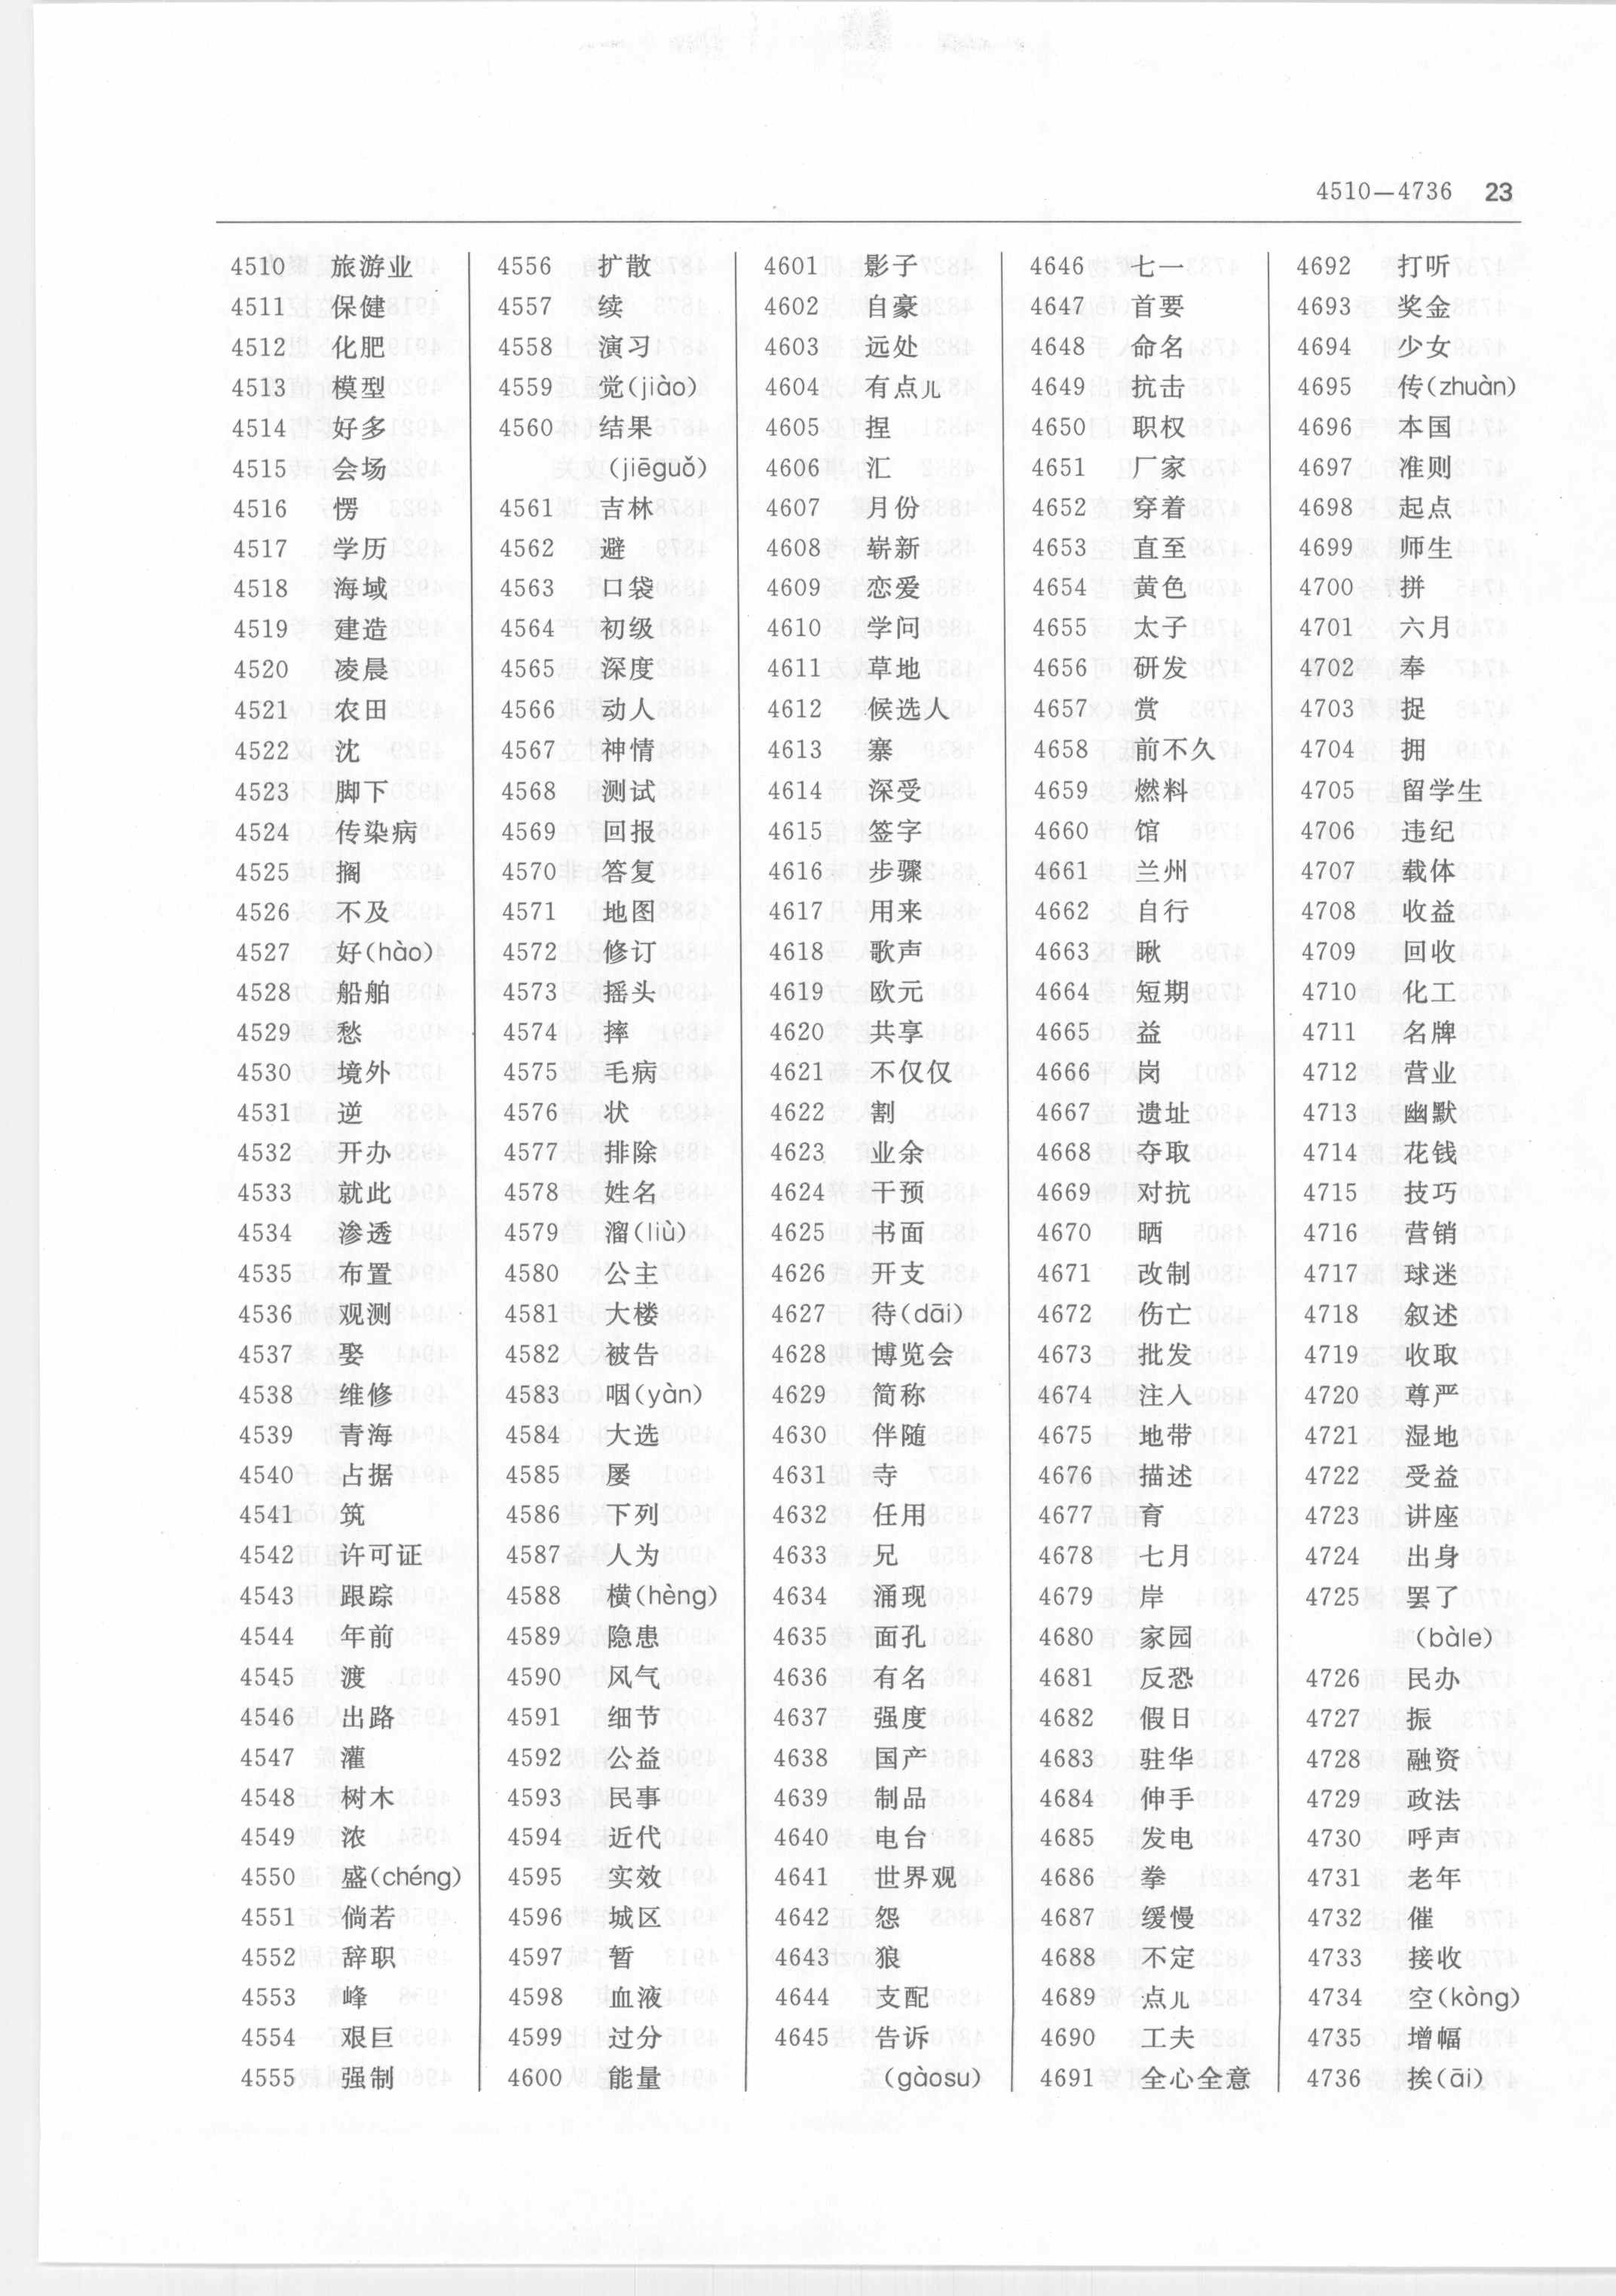 4510—4736 23
4510 旅游业
4511 保健
4512 化肥
4513 模型
4514 好多
4515 会场
4516 愣
4517 学历
4518 海域
4519 建造
4520 凌晨
4521 农田
4522 沈
4523 脚下
4524 传染病
4525 搁
4526 不及
4527 好(hào)
4528 船舶
4529 愁
4530 境外
4531 逆
4532 开办
4533 就此
4534 渗透
4535 布置
4536 观测
4537 娶
4538 维修
4539 青海
4540 占据
4541 筑
4542 许可证
4543 跟踪
4544 年前
4545 渡
4546 出路
4547 灌
4548 树木
4549 浓
4550 盛(chéng)
4551 倘若
4552 辞职
4553 峰
4554 艰巨
4555 强制
4556 扩散
4557 续
4558 演习
4559 觉(jiào)
4560 结果
(jiēguǒ)
4561 吉林
4562 避
4563 口袋
4564 初级
4565 深度
4566 动人
4567 神情
4568 测试
4569 回报
4570 答复
4571 地图
4572 修订
4573 摇头
4574 摔
4575 毛病
4576 状
4577 排除
4578 姓名
4579 溜(liù)
4580 公主
4581 大楼
4582 被告
4583 咽(yàn)
4584 大选
4585 屡
4586 下列
4587 人为
4588 横(hèng)
4589 隐患
4590 风气
4591 细节
4592 公益
4593 民事
4594 近代
4595 实效
4596 城区
4597 暂
4598 血液
4599 过分
4600 能量
4601 影子
4602 自豪
4603 远处
4604 有点儿
4605 捏
4606 汇
4607 月份
4608 崭新
4609 恋爱
4610 学问
4611 草地
4612 候选人
4613 寨
4614 深受
4615 签字
4616 步骤
4617 用来
4618 歌声
4619 欧元
4620 共享
4621 不仅仅
4622 割
4623 业余
4624 干预
4625 书面
4626 开支
4627 待(dāi)
4628 博览会
4629 简称
4630 伴随
4631 寺
4632 任用
4633 兄
4634 涌现
4635 面孔
4636 有名
4637 强度
4638 国产
4639 制品
4640 电台
4641 世界观
4642 怨
4643 狼
4644 支配
4645 告诉
(gàosu)
4646 七一
4647 首要
4648 命名
4649 抗击
4650 职权
4651 厂家
4652 穿着
4653 直至
4654 黄色
4655 太子
4656 研发
4657 赏
4658 前不久
4659 燃料
4660 馆
4661 兰州
4662 自行
4663 瞅
4664 短期
4665 益
4666 岗
4667 遗址
4668 夺取
4669 对抗
4670 晒
4671 改制
4672 伤亡
4673 批发
4674 注入
4675 地带
4676 描述
4677 育
4678 七月
4679 岸
4680 家园
4681 反恐
4682 假日
4683 驻华
4684 伸手
4685 发电
4686 拳
4687 缓慢
4688 不定
4689 点儿
4690 工夫
4691 全心全意
4692 打听
4693 奖金
4694 少女
4695 传(zhuàn)
4696 本国
4697 准则
4698 起点
4699 师生
4700 拼
4701 六月
4702 奉
4703 捉
4704 拥
4705 留学生
4706 违纪
4707 载体
4708 收益
4709 回收
4710 化工
4711 名牌
4712 营业
4713 幽默
4714 花钱
4715 技巧
4716 营销
4717 球迷
4718 叙述
4719 收取
4720 尊严
4721 湿地
4722 受益
4723 讲座
4724 出身
4725 罢了
(bàle)
4726 民办
4727 振
4728 融资
4729 政法
4730 呼声
4731 老年
4732 催
4733 接收
4734 空(kòng)
4735 增幅
4736 挨(āi)